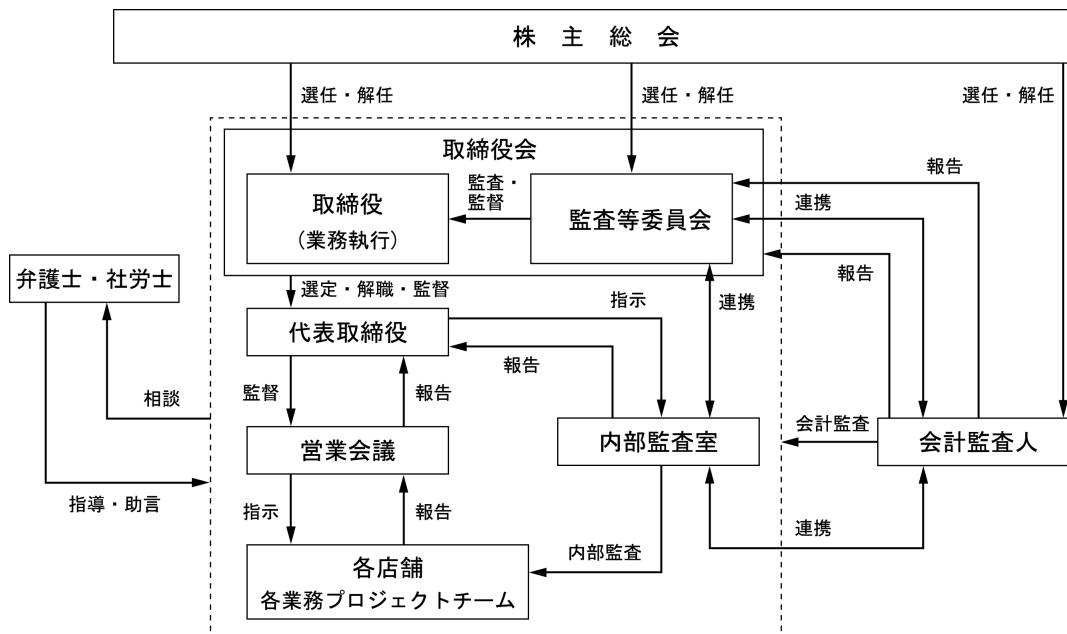 株主総会
選任・解任
選任・解任
選任・解任
取締役会
取締役
(業務執行)
監査・
監督
監査等委員会
報告
連携
報告
弁護士・社労士
選定・解職・監督
代表取締役
指示
連携
報告
監督
報告
相談
営業会議
内部監査室
会計監査
会計監査人
指導・助言
指示
報告
連携
内部監査
各店舗
各業務プロジェクトチーム